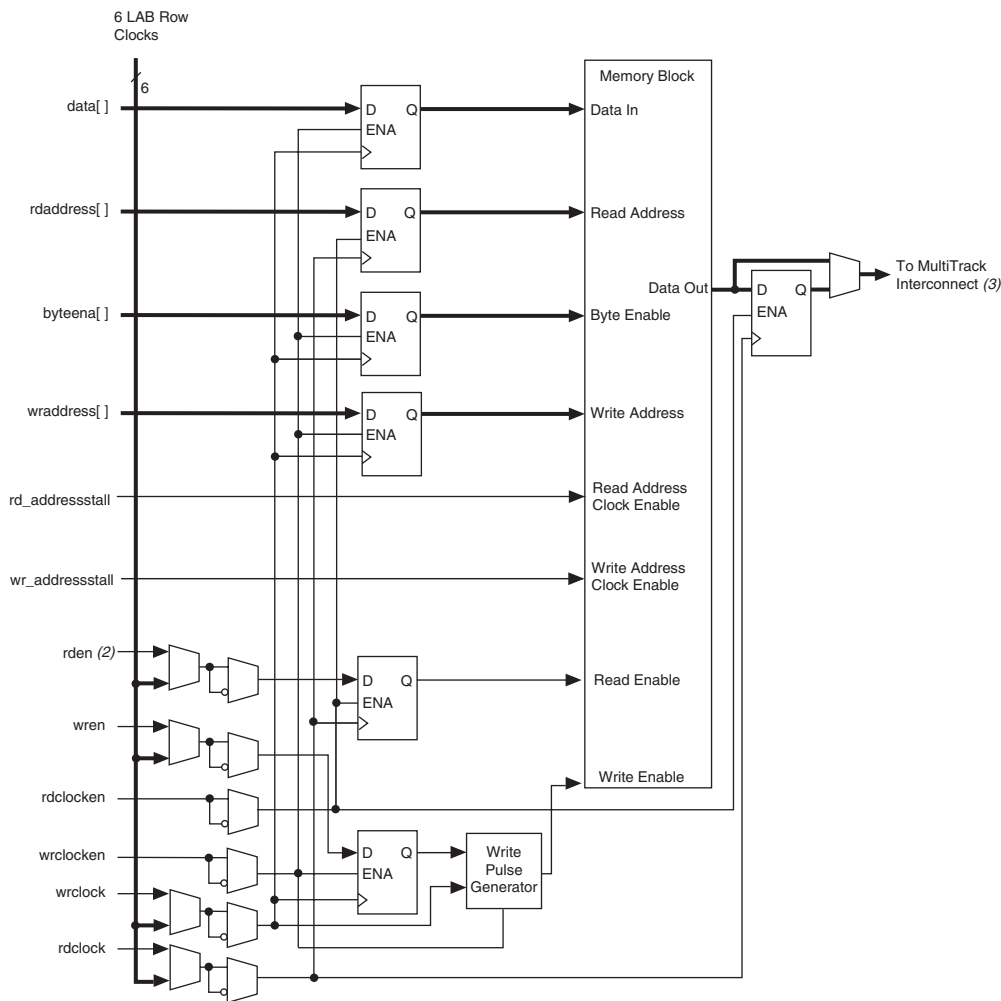 6 LAB Row
Clocks
6
Memory Block
data[ ]
D Q
ENA
Data In
rdaddress[ ]
D Q
ENA
Read Address
To MultiTrack
Interconnect (3)
Data Out
D Q
ENA
byteena[ ]
D Q
ENA
Byte Enable
wraddress[ ]
D Q
ENA
Write Address
rd_addressstall
Read Address
Clock Enable
wr_addressstall
Write Address
Clock Enable
rden (2)
D Q
ENA
Read Enable
wren
Write Enable
rdclocken
wrclocken
D Q
ENA
Write
Pulse
Generator
wrclock
rdclock